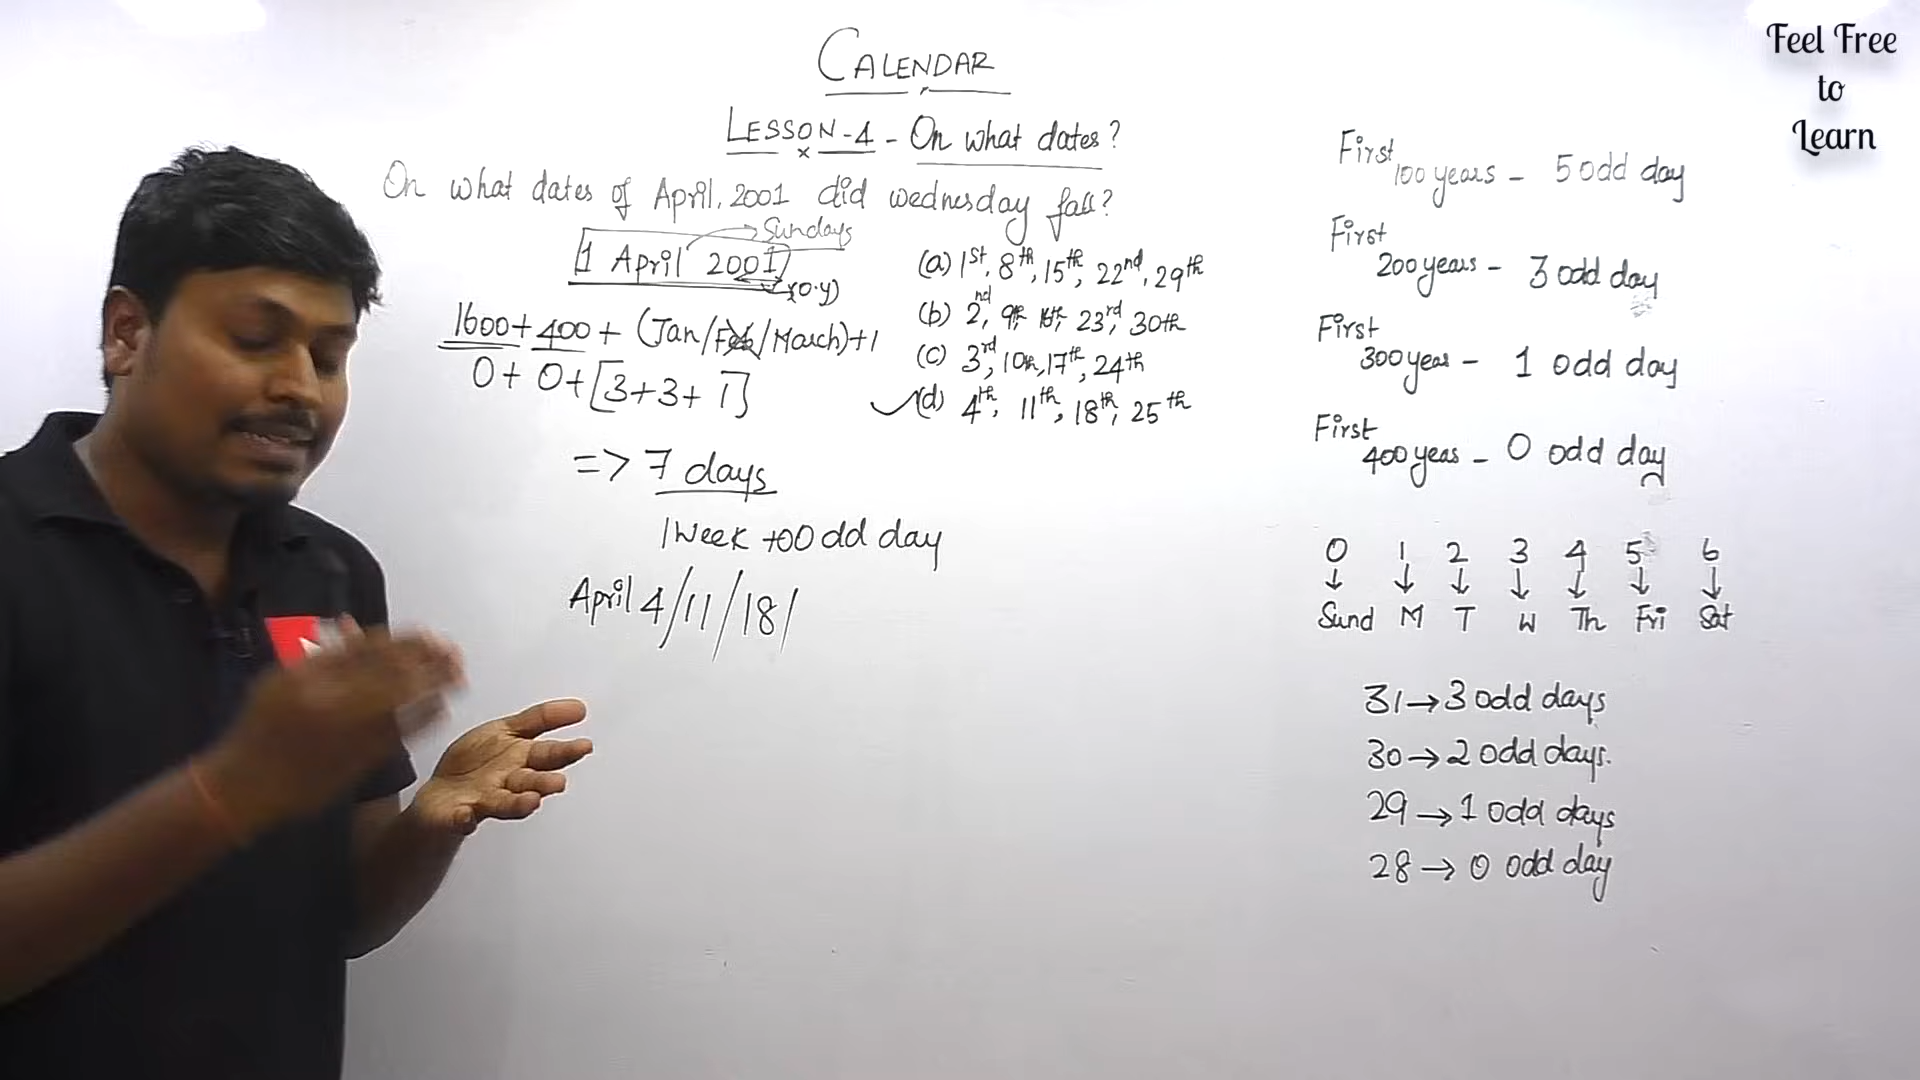 CALENDAR
LESSON-4 - On what dates?
On what dates of April, 2001 did wednesday fall?
1 April 2001 → Sundays
(O.y)
1600 + 400 + (Jan/Feb/March)+1
0 + 0 + [3+3+1]
=> 7 days
1 Week + 0 Odd day
April 4/11/18/
(a) 1st, 8th, 15th, 22nd, 29th
(b) 2nd, 9th, 16th, 23rd, 30th
(c) 3rd, 10th, 17th, 24th
(d) 4th, 11th, 18th, 25th
Feel Free
to
Learn
First
100 years - 5 odd day
First
200 years - 3 odd day
First
300 year - 1 odd day
First
400 yeas - 0 odd day
0 1 2 3 4 5 6
↓ ↓ ↓ ↓ ↓ ↓ ↓
Sund M T W Th Fri Sat
31 → 3 odd days
30 → 2 odd days.
29 → 1 odd days
28 → 0 odd day